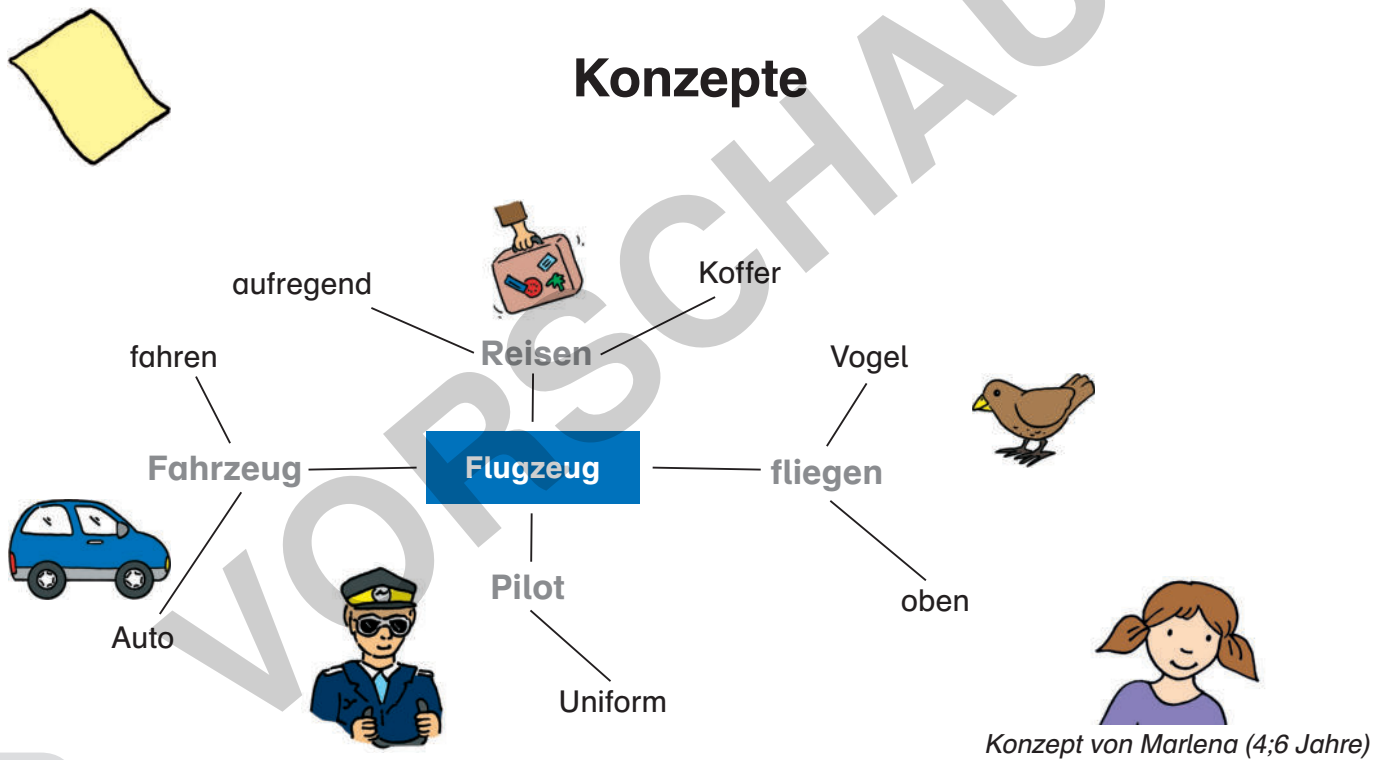 Konzepte
aufregend
Koffer
fahren
Reisen
Vogel
Fahrzeug
Flugzeug
fliegen
Pilot
oben
Auto
Uniform
Konzept von Marlena (4;6 Jahre)
VORSCHAU